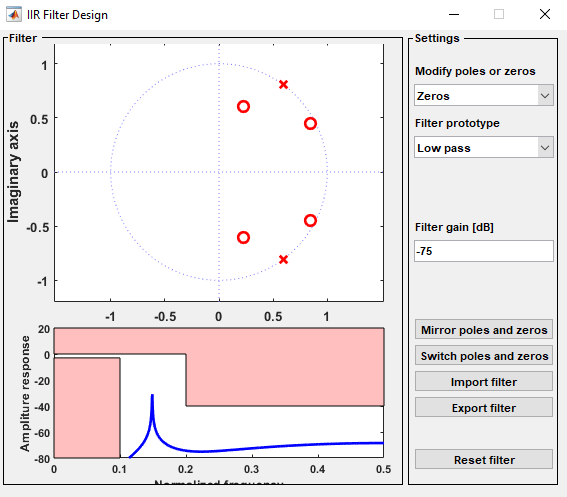 IIR Filter Design
Filter
1
0.5
0
-0.5
-1
Imaginary axis
-1
-0.5
0
0.5
1
20
0
-20
-40
-60
-80
Ampliture response
0
0.1
0.2
0.3
0.4
0.5
Normalized frequency
Settings
Modify poles or zeros
Zeros
Filter prototype
Low pass
Filter gain [dB]
-75
Mirror poles and zeros
Switch poles and zeros
Import filter
Export filter
Reset filter